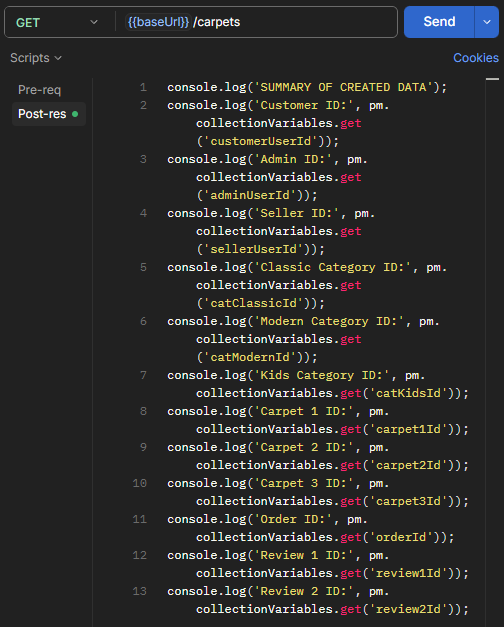 GET {{baseUrl}} /carpets Send
Scripts Cookies
Pre-req
Post-res
1 console.log('SUMMARY OF CREATED DATA');
2 console.log('Customer ID:', pm.
collectionVariables.get
('customerUserId'));
3 console.log('Admin ID:', pm.
collectionVariables.get
('adminUserId'));
4 console.log('Seller ID:', pm.
collectionVariables.get
('sellerUserId'));
5 console.log('Classic Category ID:', pm.
collectionVariables.get
('catClassicId'));
6 console.log('Modern Category ID:', pm.
collectionVariables.get
('catModernId'));
7 console.log('Kids Category ID:', pm.
collectionVariables.get('catKidsId'));
8 console.log('Carpet 1 ID:', pm.
collectionVariables.get('carpet1Id'));
9 console.log('Carpet 2 ID:', pm.
collectionVariables.get('carpet2Id'));
10 console.log('Carpet 3 ID:', pm.
collectionVariables.get('carpet3Id'));
11 console.log('Order ID:', pm.
collectionVariables.get('orderId'));
12 console.log('Review 1 ID:', pm.
collectionVariables.get('review1Id'));
13 console.log('Review 2 ID:', pm.
collectionVariables.get('review2Id'));